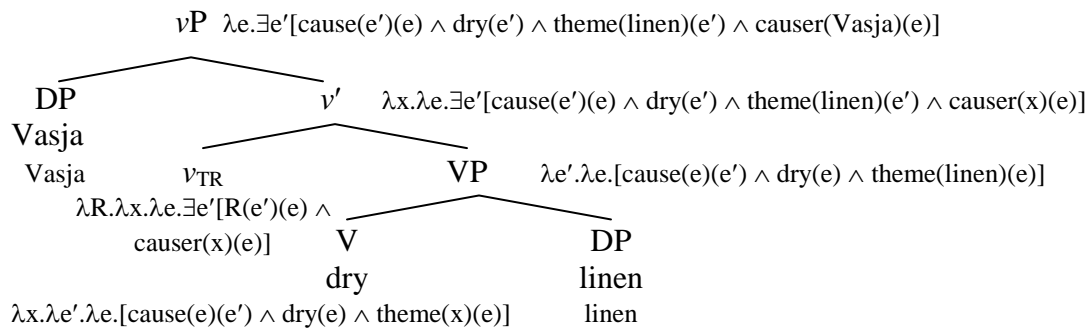 vP λe.∃e′[cause(e′)(e) ∧ dry(e′) ∧ theme(linen)(e′) ∧ causer(Vasja)(e)]
DP v′ λx.λe.∃e′[cause(e′)(e) ∧ dry(e′) ∧ theme(linen)(e′) ∧ causer(x)(e)]
Vasja
Vasja vTR VP λe′.λe.[cause(e)(e′) ∧ dry(e) ∧ theme(linen)(e)]
λR.λx.λe.∃e′[R(e′)(e) ∧
causer(x)(e)] V DP
dry linen
λx.λe′.λe.[cause(e)(e′) ∧ dry(e) ∧ theme(x)(e)] linen